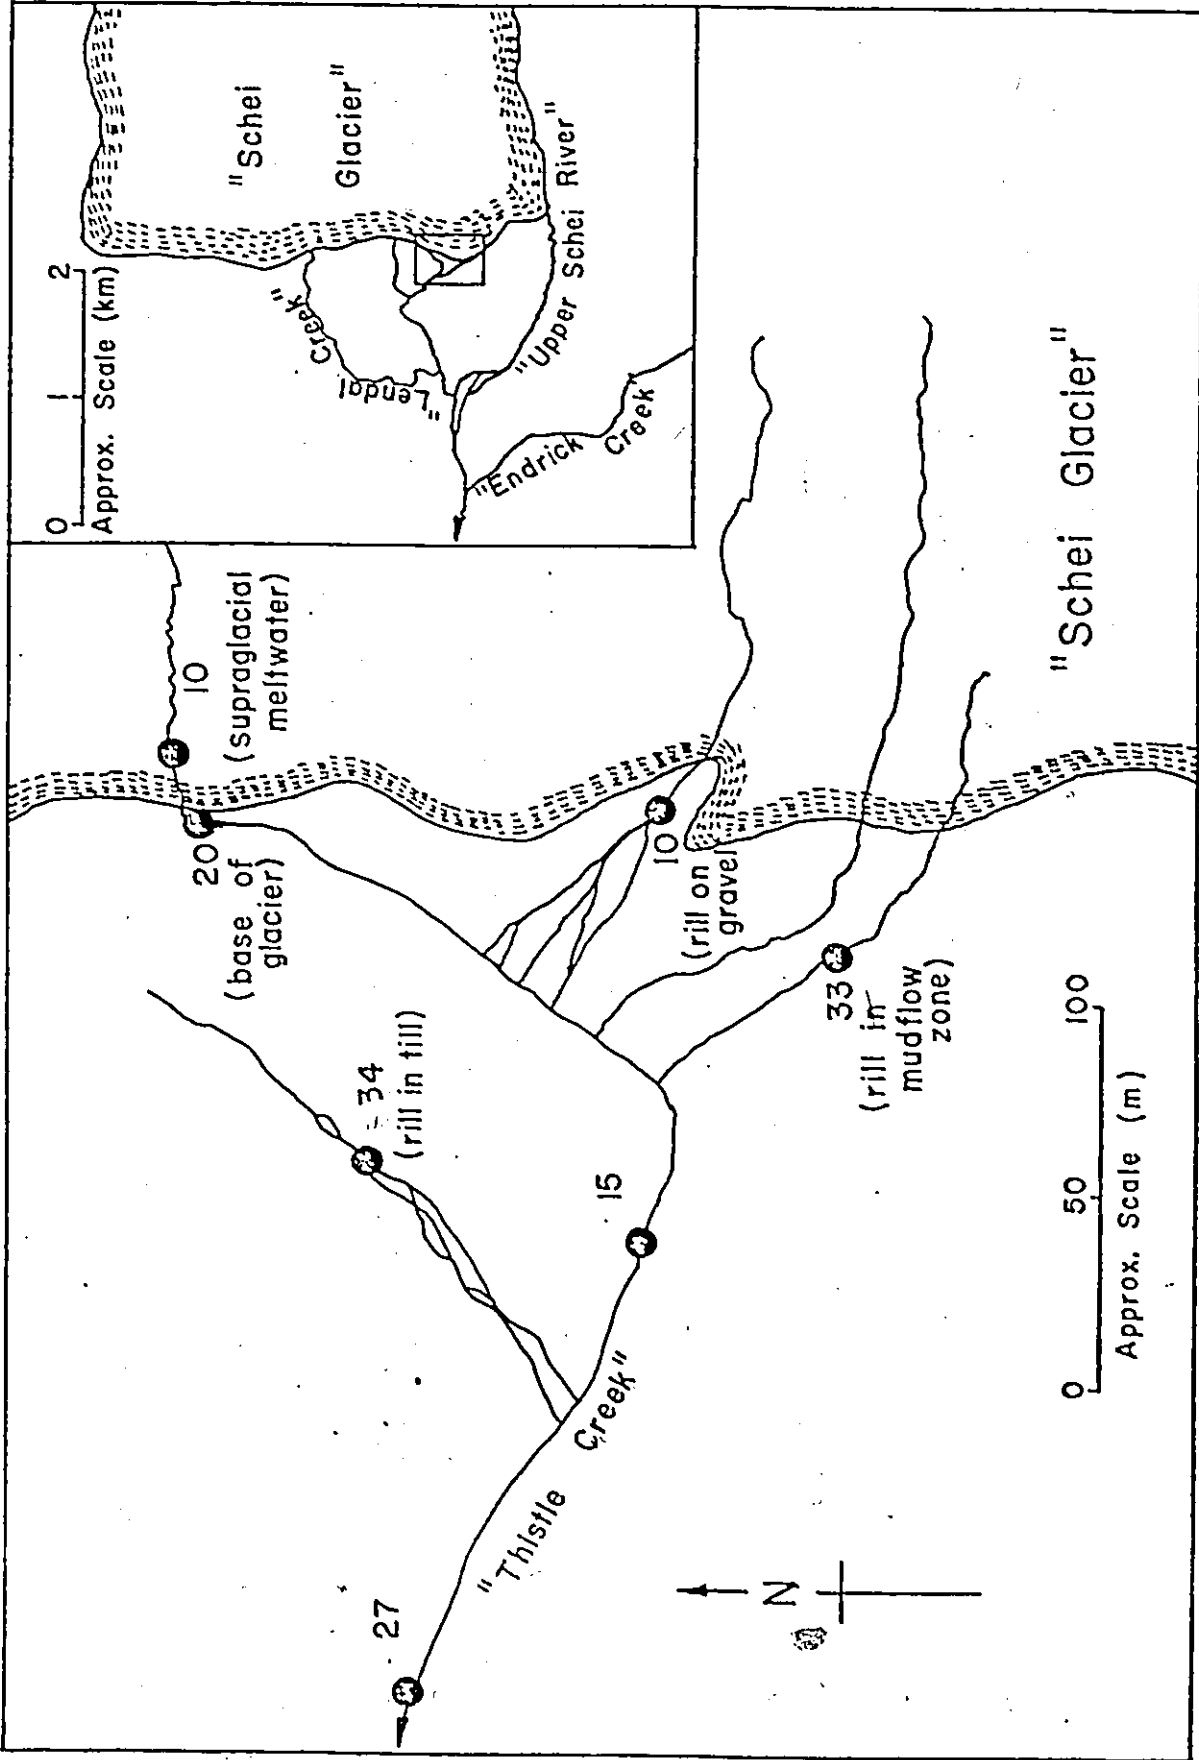 0 1 2
Approx. Scale (km)
"Schei
Glacier"
"Lendal Creek"
"Upper Schei River"
"Endrick
Creek"
10
(supraglacial
meltwater)
20
(base of
glacier)
34
(rill in till)
10
(rill on
gravel)
33
(rill in
mudflow
zone)
15
27
"Thistle Creek"
"Schei Glacier"
N
0 50 100
Approx. Scale (m)